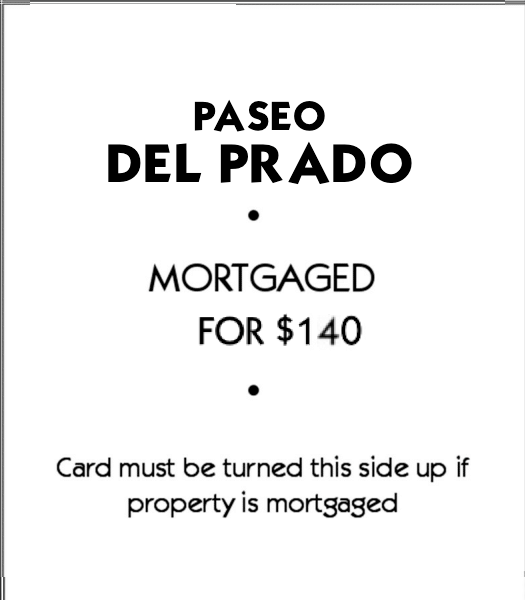 PASEO
DEL PRADO
•
MORTGAGED
FOR $140
•
Card must be turned this side up if
property is mortgaged